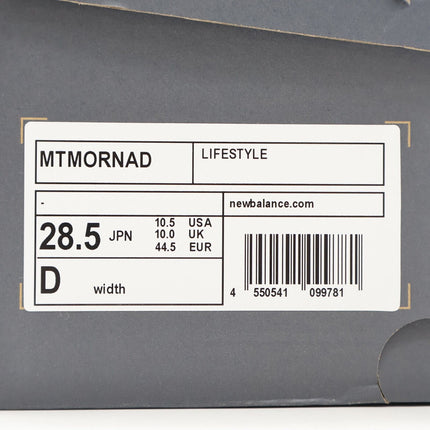 MTMORNAD
LIFESTYLE
-
newbalance.com
28.5 JPN
10.5 USA
10.0 UK
44.5 EUR
D width
4 550541 099781